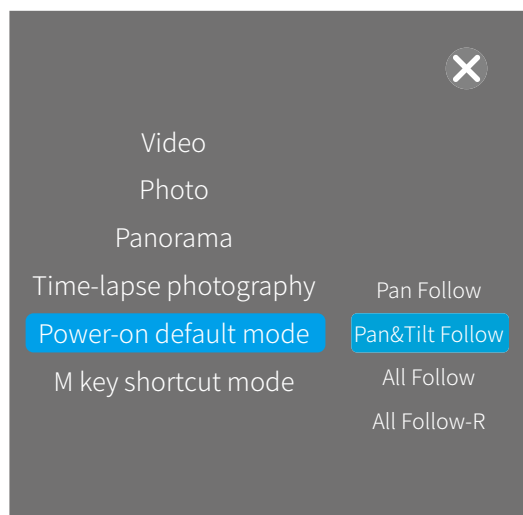 Video
Photo
Panorama
Time-lapse photography
Power-on default mode
M key shortcut mode
Pan Follow
Pan&Tilt Follow
All Follow
All Follow-R